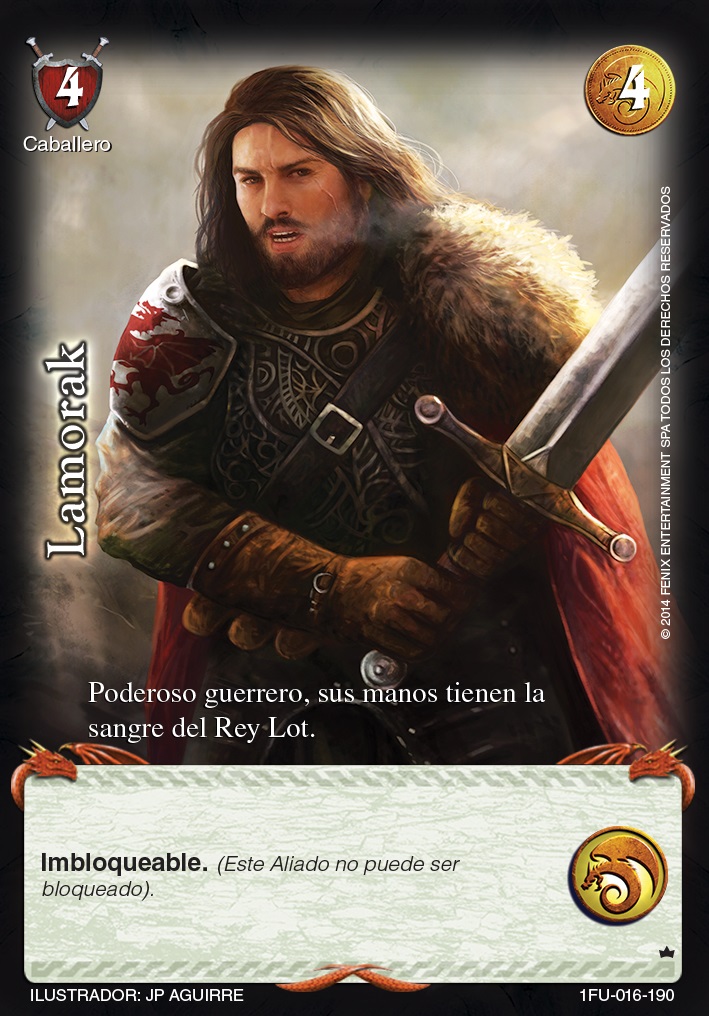 4
4
Caballero
Lamorak
© 2014 FENIX ENTERTAINMENT SPA TODOS LOS DERECHOS RESERVADOS
Poderoso guerrero, sus manos tienen la
sangre del Rey Lot.
Imbloqueable. (Este Aliado no puede ser
bloqueado).
ILUSTRADOR: JP AGUIRRE
1FU-016-190